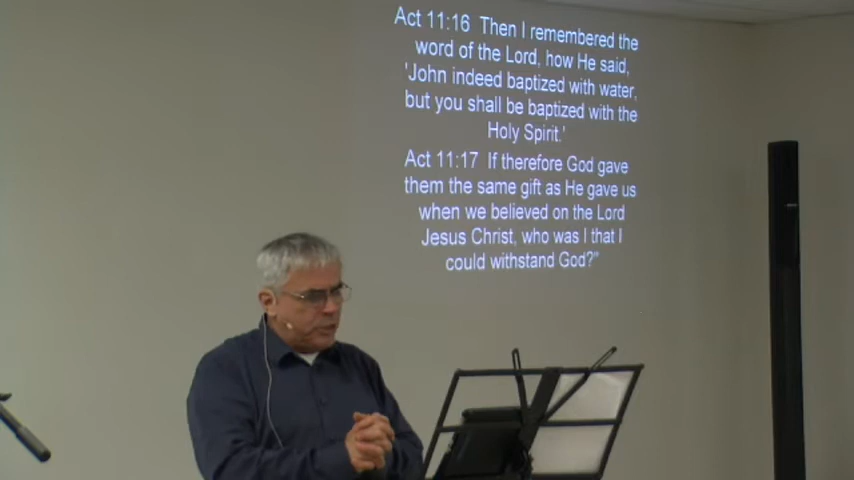 Act 11:16 Then I remembered the
word of the Lord, how He said,
'John indeed baptized with water,
but you shall be baptized with the
Holy Spirit.'
Act 11:17 If therefore God gave
them the same gift as He gave us
when we believed on the Lord
Jesus Christ, who was I that I
could withstand God?"